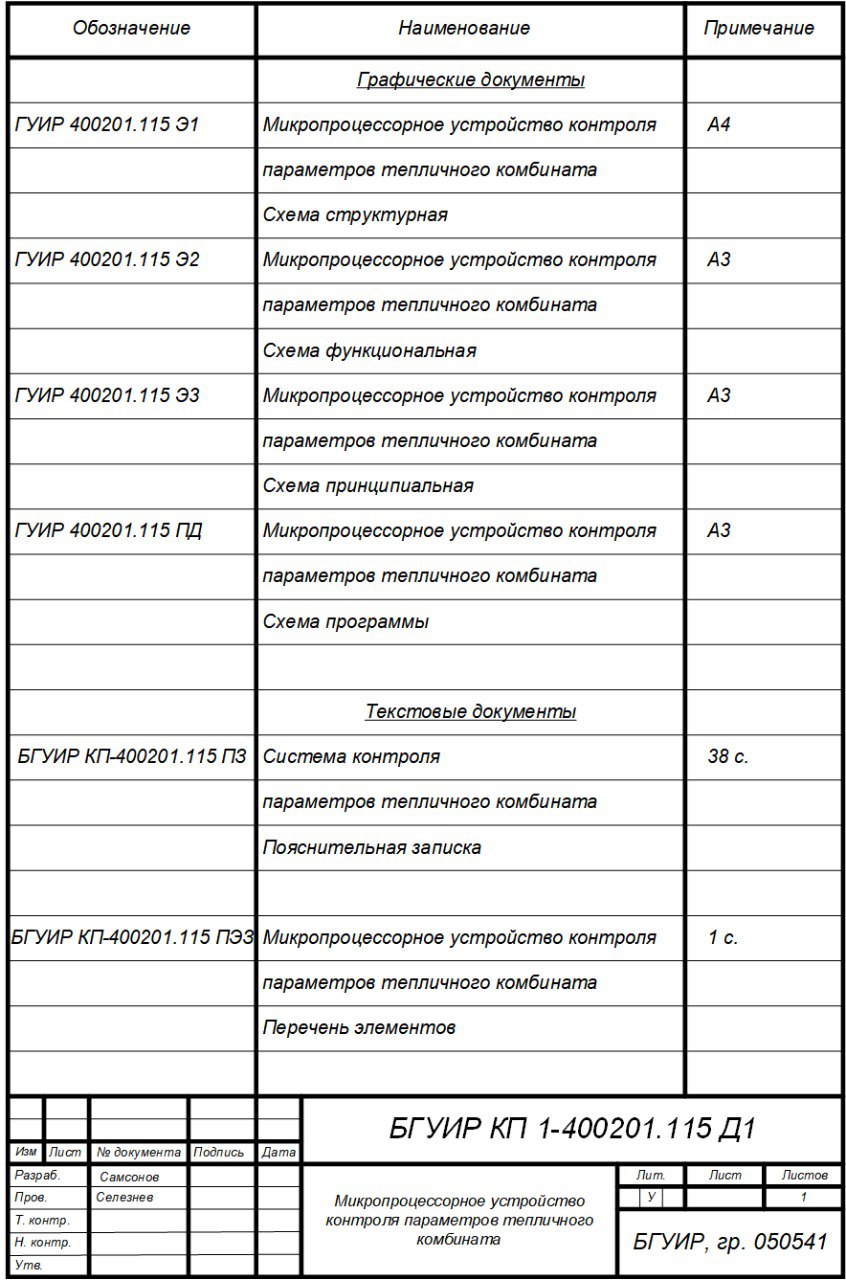 Обозначение Наименование Примечание
Графические документы
ГУИР 400201.115 Э1 Микропроцессорное устройство контроля А4
параметров тепличного комбината
Схема структурная
ГУИР 400201.115 Э2 Микропроцессорное устройство контроля А3
параметров тепличного комбината
Схема функциональная
ГУИР 400201.115 Э3 Микропроцессорное устройство контроля А3
параметров тепличного комбината
Схема принципиальная
ГУИР 400201.115 ПД Микропроцессорное устройство контроля А3
параметров тепличного комбината
Схема программы
Текстовые документы
БГУИР КП-400201.115 ПЗ Система контроля 38 с.
параметров тепличного комбината
Пояснительная записка
БГУИР КП-400201.115 ПЭЗ Микропроцессорное устройство контроля 1 с.
параметров тепличного комбината
Перечень элементов
БГУИР КП 1-400201.115 Д1
Изм Лист № документа Подпись Дата
Разраб. Самсонов
Пров. Селезнев
Т. контр.
Н. контр.
Утв.
Микропроцессорное устройство
контроля параметров тепличного
комбината
Лит. Лист Листов
У 1
БГУИР, гр. 050541